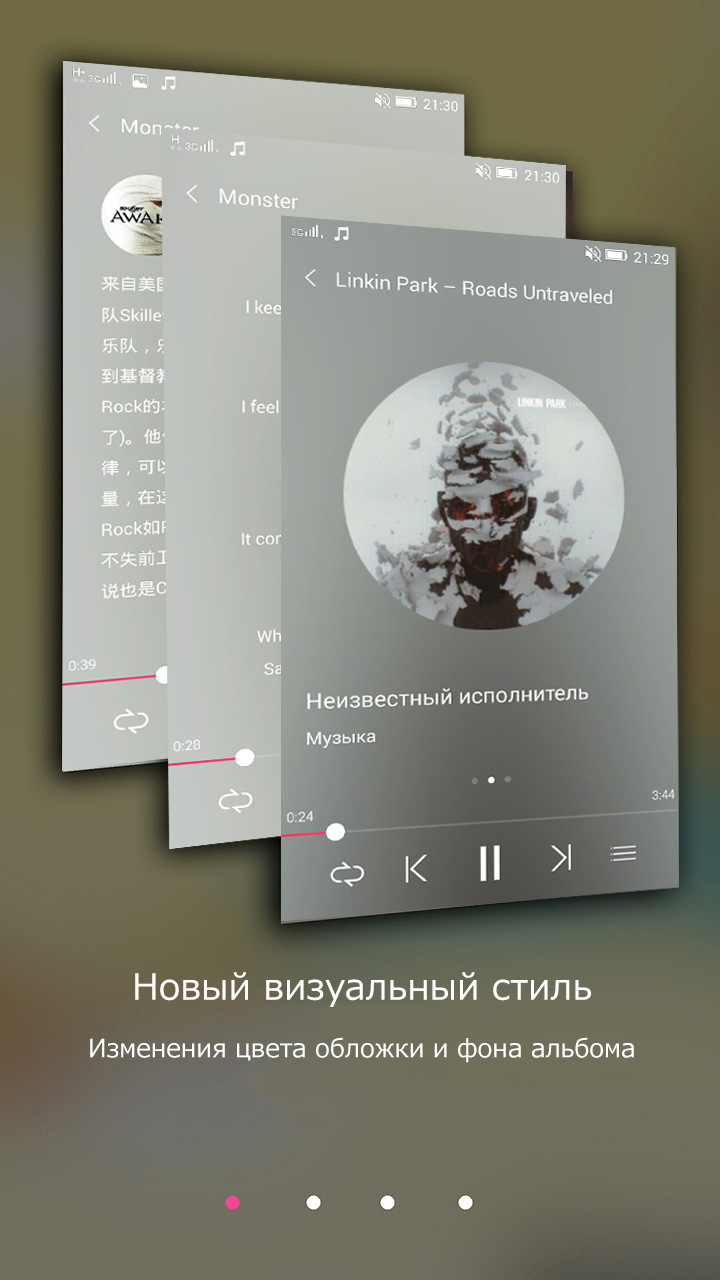 3G 21:30
Monster
AWAKE
来自美国
队Skille
乐队，
到基督教
Rock的
了)。他
律，可以
量，在这
Rock如
不失前
说也是C
0:39
3G 21:30
Monster
I kee
I feel
It con
Wh
Sa
0:28
3G 21:29
Linkin Park – Roads Untraveled
LINKIN PARK
Неизвестный исполнитель
Музыка
0:24 3:44
Новый визуальный стиль
Изменения цвета обложки и фона альбома